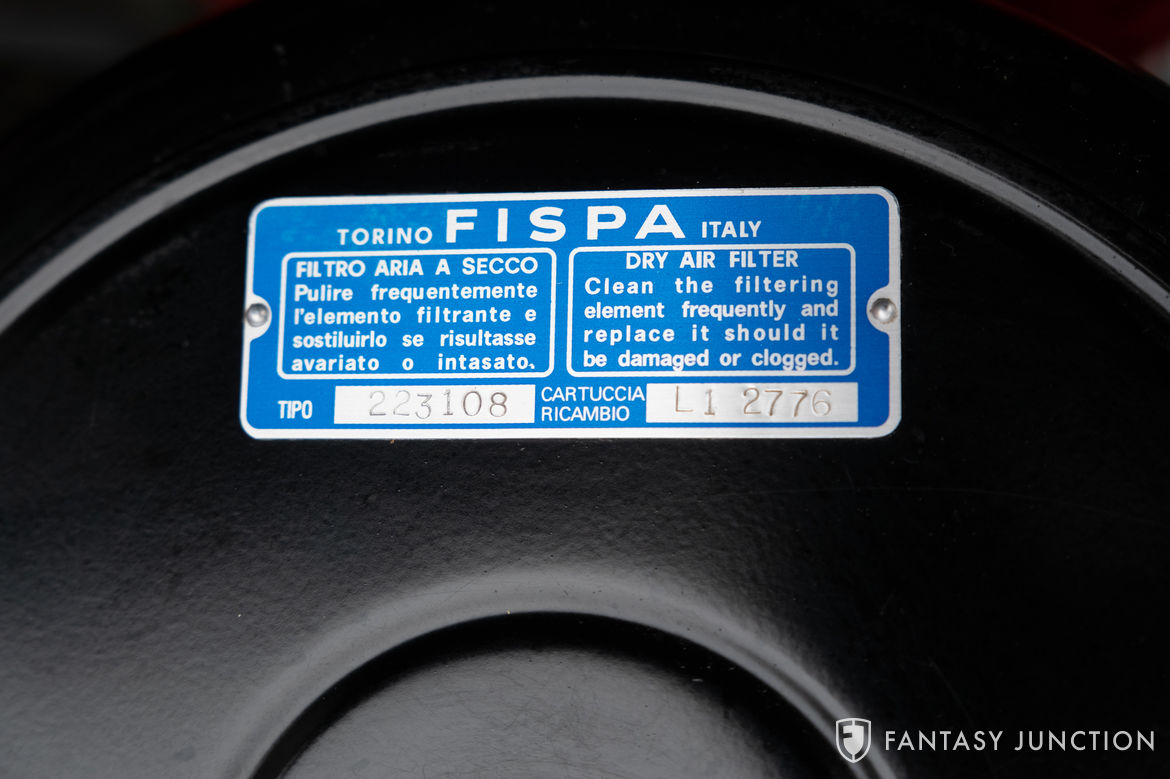 TORINO FISPA ITALY
FILTRO ARIA A SECCO
Pulire frequentemente
l'elemento filtrante e
sostiluirlo se risultasse
avariato o intasato.
DRY AIR FILTER
Clean the filtering
element frequently and
replace it should it
be damaged or clogged.
TIPO 223108 CARTUCCIA RICAMBIO L1 2776
FANTASY JUNCTION